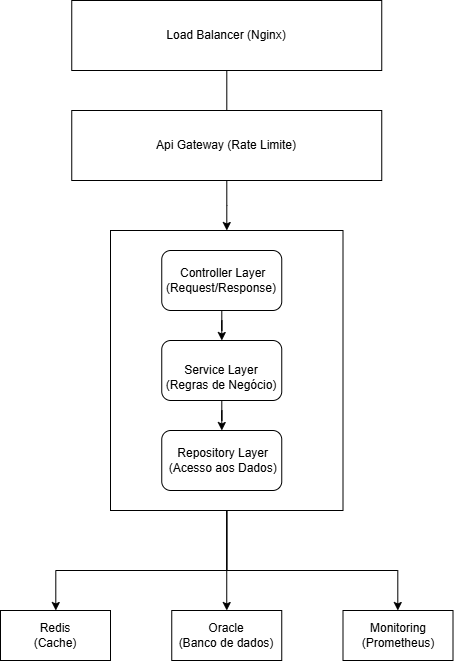 Load Balancer (Nginx)
Api Gateway (Rate Limite)
Controller Layer
(Request/Response)
Service Layer
(Regras de Negócio)
Repository Layer
(Acesso aos Dados)
Redis
(Cache)
Oracle
(Banco de dados)
Monitoring
(Prometheus)